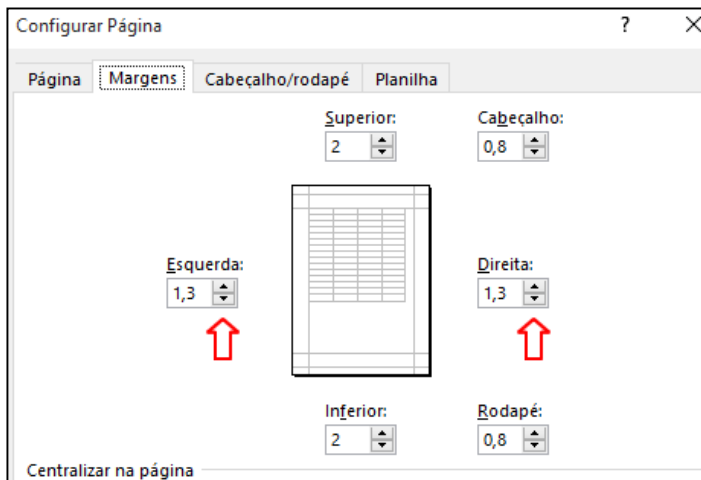 Configurar Página ?
Página Margens Cabeçalho/rodapé Planilha
Superior: Cabeçalho:
2 0,8
Esquerda: Direita:
1,3 1,3
Inferior: Rodapé:
2 0,8
Centralizar na página